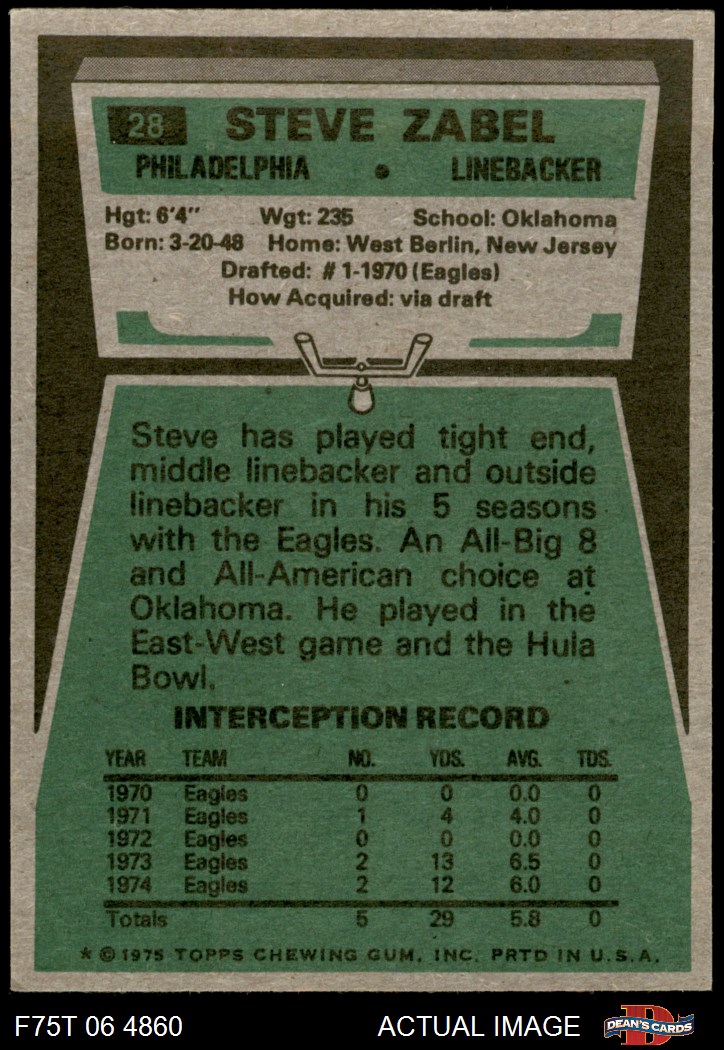 28 STEVE ZABEL
PHILADELPHIA • LINEBACKER
Hgt: 6'4" Wgt: 235 School: Oklahoma
Born: 3-20-48 Home: West Berlin, New Jersey
Drafted: #1-1970 (Eagles)
How Acquired: via draft
Steve has played tight end,
middle linebacker and outside
linebacker in his 5 seasons
with the Eagles. An All-Big 8
and All-American choice at
Oklahoma. He played in the
East-West game and the Hula
Bowl.
INTERCEPTION RECORD
YEAR TEAM NO. YDS. AVG. TDS.
1970 Eagles 0 0 0.0 0
1971 Eagles 1 4 4.0 0
1972 Eagles 0 0 0.0 0
1973 Eagles 2 13 6.5 0
1974 Eagles 2 12 6.0 0
Totals 5 29 5.8 0
* © 1975 TOPPS CHEWING GUM, INC. PRTD IN U.S.A.
F75T 06 4860 ACTUAL IMAGE DEAN'S CARDS